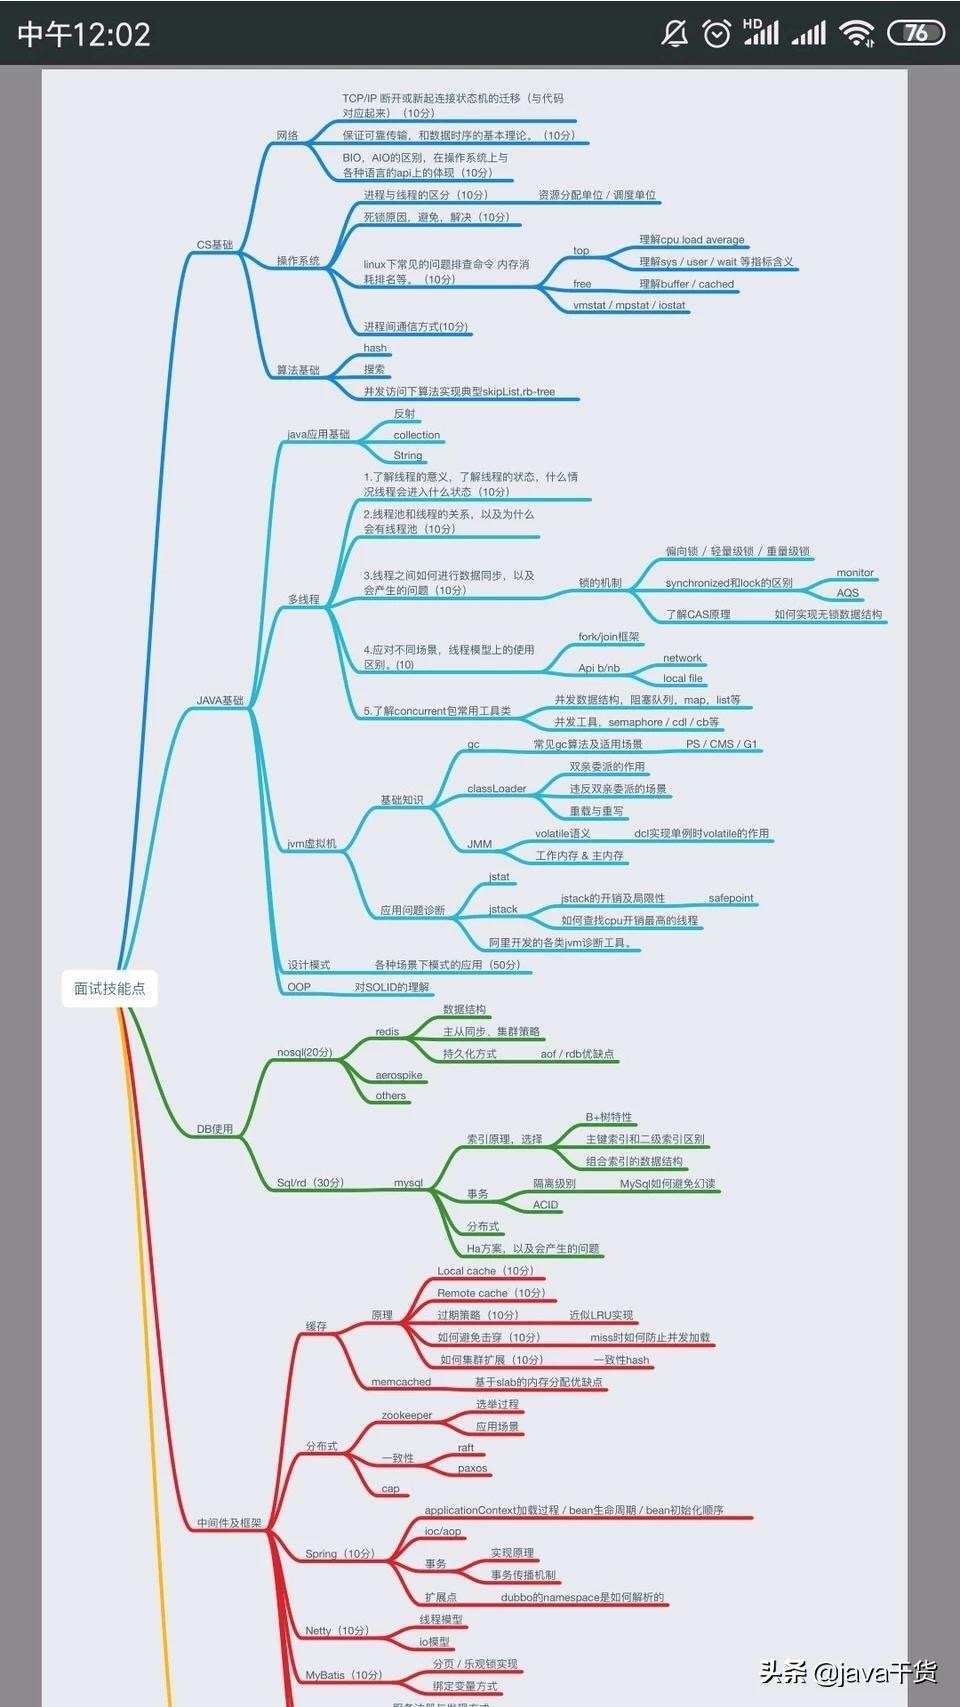 中午12:02
HD
76
TCP/IP 断开或新起连接状态机的迁移（与代码
对应起来）（10分）
网络
保证可靠传输，和数据时序的基本理论。（10分）
BIO，AIO的区别，在操作系统上与
各种语言的api上的体现（10分）
CS基础
进程与线程的区分（10分）
资源分配单位 / 调度单位
死锁原因，避免，解决（10分）
操作系统
linux下常见的问题排查命令 内存消
耗排名等。（10分）
top
理解cpu load average
理解sys / user / wait 等指标含义
free
理解buffer / cached
vmstat / mpstat / iostat
进程间通信方式(10分)
算法基础
hash
搜索
并发访问下算法实现典型skipList,rb-tree
java应用基础
反射
collection
String
1.了解线程的意义，了解线程的状态，什么情
况线程会进入什么状态（10分）
2.线程池和线程的关系，以及为什么
会有线程池（10分）
多线程
3.线程之间如何进行数据同步，以及
会产生的问题（10分）
锁的机制
偏向锁 / 轻量级锁 / 重量级锁
synchronized和lock的区别
monitor
AQS
了解CAS原理
如何实现无锁数据结构
4.应对不同场景，线程模型上的使用
区别。(10)
fork/join框架
Api b/nb
network
local file
5.了解concurrent包常用工具类
并发数据结构，阻塞队列，map，list等
并发工具，semaphore / cdl / cb等
JAVA基础
jvm虚拟机
基础知识
gc
常见gc算法及适用场景
PS / CMS / G1
classLoader
双亲委派的作用
违反双亲委派的场景
重载与重写
JMM
volatile语义
dcl实现单例时volatile的作用
工作内存 & 主内存
应用问题诊断
jstat
jstack
jstack的开销及局限性
safepoint
如何查找cpu开销最高的线程
阿里开发的各类jvm诊断工具。
设计模式
各种场景下模式的应用（50分）
OOP
对SOLID的理解
面试技能点
DB使用
nosql(20分)
redis
数据结构
主从同步、集群策略
持久化方式
aof / rdb优缺点
aerospike
others
Sql/rd（30分）
mysql
索引原理，选择
B+树特性
主键索引和二级索引区别
组合索引的数据结构
事务
隔离级别
MySql如何避免幻读
ACID
分布式
Ha方案，以及会产生的问题
中间件及框架
缓存
原理
Local cache（10分）
Remote cache（10分）
过期策略（10分）
近似LRU实现
如何避免击穿（10分）
miss时如何防止并发加载
如何集群扩展（10分）
一致性hash
memcached
基于slab的内存分配优缺点
分布式
zookeeper
选举过程
应用场景
一致性
raft
paxos
cap
Spring（10分）
applicationContext加载过程 / bean生命周期 / bean初始化顺序
ioc/aop
事务
实现原理
事务传播机制
扩展点
dubbo的namespace是如何解析的
Netty（10分）
线程模型
io模型
MyBatis（10分）
分页 / 乐观锁实现
绑定变量方式
头条 @java干货